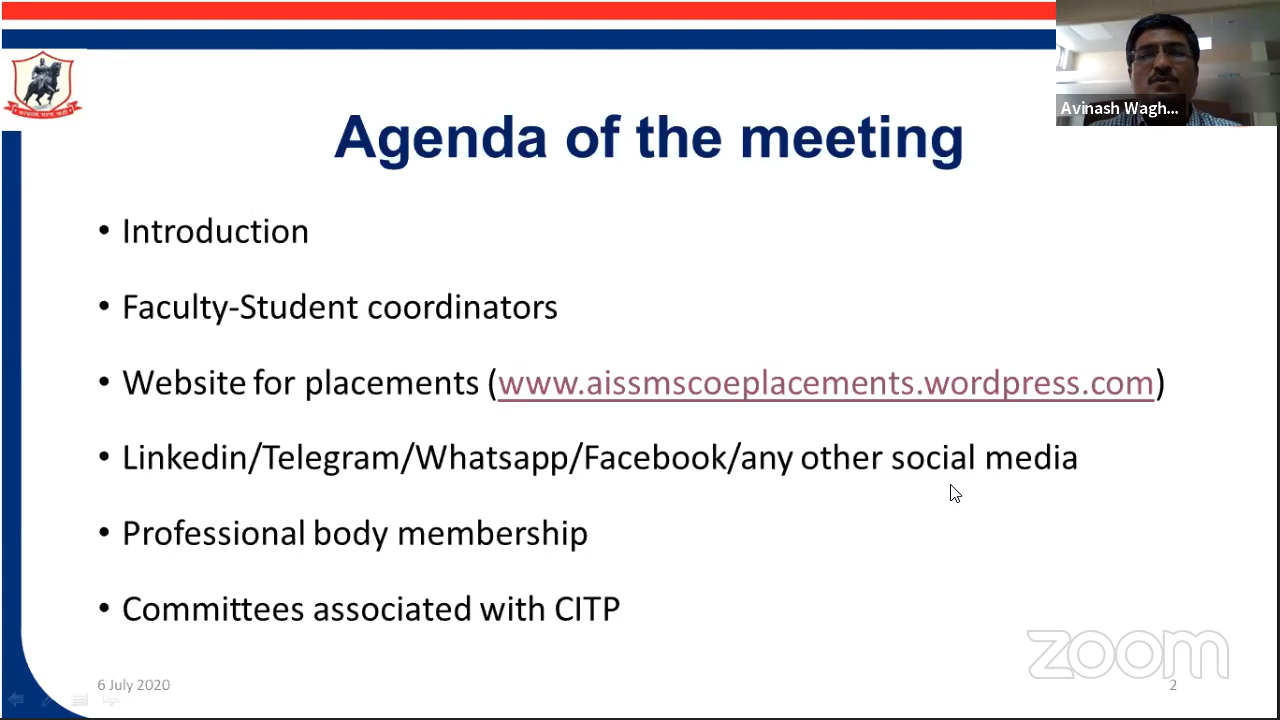 Avinash Wagh...
Agenda of the meeting
• Introduction
• Faculty-Student coordinators
• Website for placements (www.aissmscoeplacements.wordpress.com)
• Linkedin/Telegram/Whatsapp/Facebook/any other social media
• Professional body membership
• Committees associated with CITP
zoom
6 July 2020
2